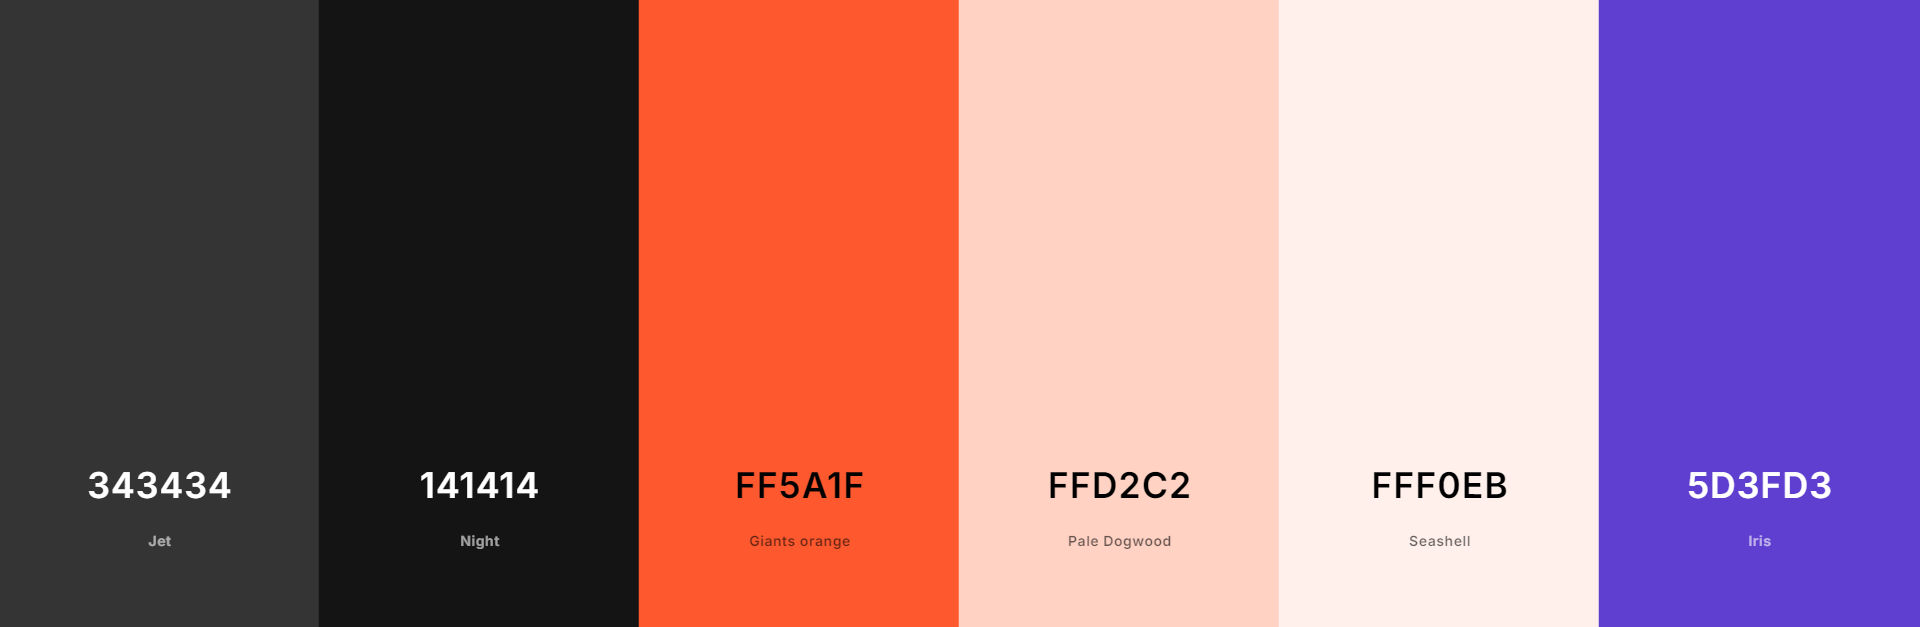 343434
Jet
141414
Night
FF5A1F
Giants orange
FFD2C2
Pale Dogwood
FFF0EB
Seashell
5D3FD3
Iris